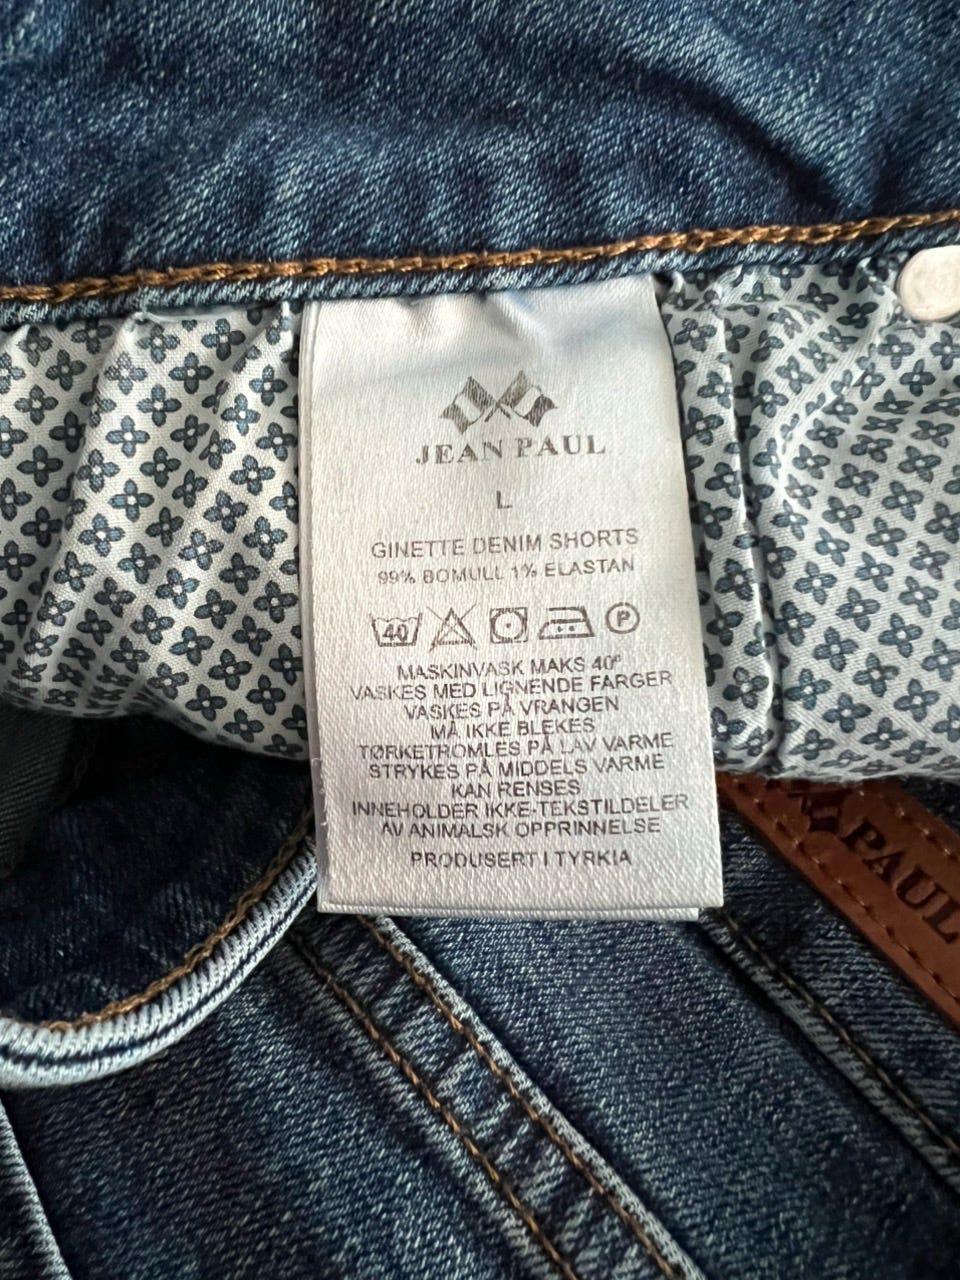 JEAN PAUL
L
GINETTE DENIM SHORTS
99% BOMULL 1% ELASTAN
40 P
MASKINVASK MAKS 40°
VASKES MED LIGNENDE FARGER
VASKES PÅ VRANGEN
MÅ IKKE BLEKES
TØRKETROMLES PÅ LAV VARME
STRYKES PÅ MIDDELS VARME
KAN RENSES
INNEHOLDER IKKE-TEKSTILDELER
AV ANIMALSK OPPRINNELSE
PRODUSERT I TYRKIA
PAUL